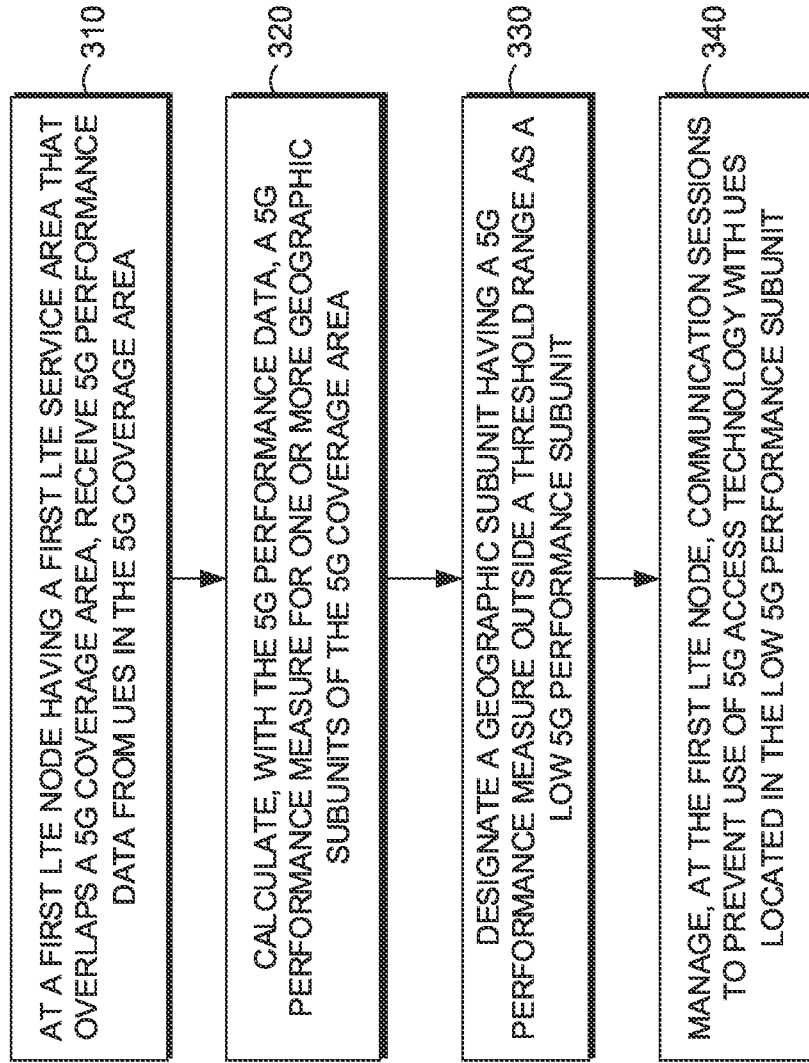 AT A FIRST LTE NODE HAVING A FIRST LTE SERVICE AREA THAT
OVERLAPS A 5G COVERAGE AREA, RECEIVE 5G PERFORMANCE
DATA FROM UES IN THE 5G COVERAGE AREA
310
CALCULATE, WITH THE 5G PERFORMANCE DATA, A 5G
PERFORMANCE MEASURE FOR ONE OR MORE GEOGRAPHIC
SUBUNITS OF THE 5G COVERAGE AREA
320
DESIGNATE A GEOGRAPHIC SUBUNIT HAVING A 5G
PERFORMANCE MEASURE OUTSIDE A THRESHOLD RANGE AS A
LOW 5G PERFORMANCE SUBUNIT
330
MANAGE, AT THE FIRST LTE NODE, COMMUNICATION SESSIONS
TO PREVENT USE OF 5G ACCESS TECHNOLOGY WITH UES
LOCATED IN THE LOW 5G PERFORMANCE SUBUNIT
340